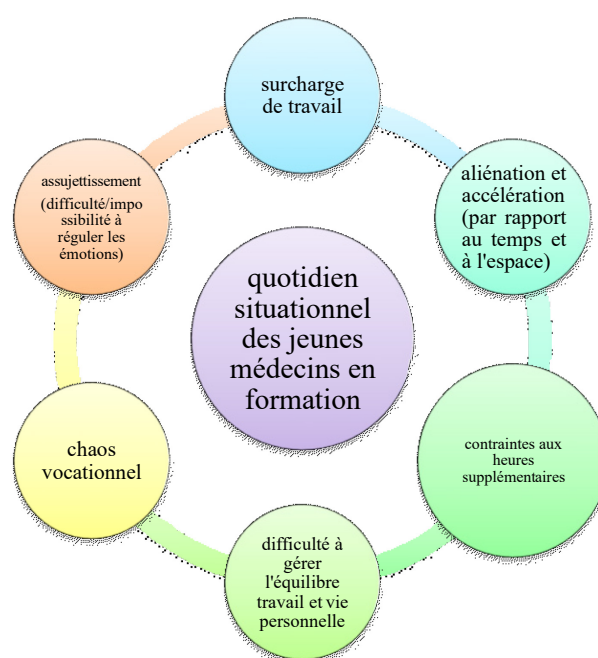 surcharge
de travail
aliénation et
accélération
(par rapport
au temps et
à l'espace)
contraintes aux
heures
supplémentaires
difficulté à
gérer
l'équilibre
travail et vie
personnelle
chaos
vocationnel
assujettissement
(difficulté/impo
ssibilité à
réguler les
émotions)
quotidien
situationnel
des jeunes
médecins en
formation